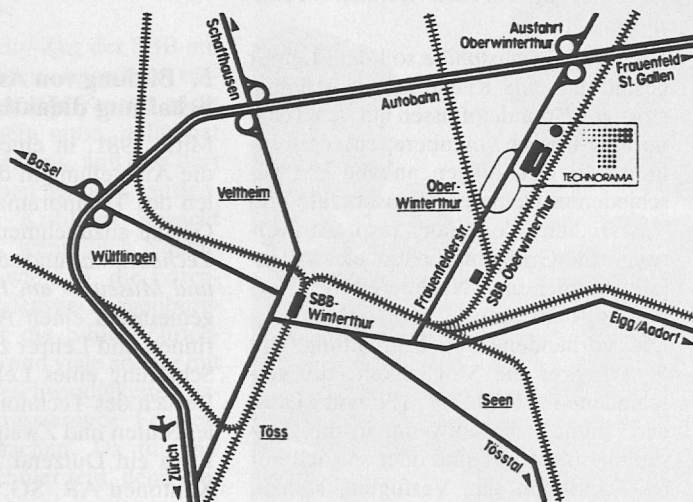 Schaffhausen
Ausfahrt
Oberwinterthur
Frauenfeld
St. Gallen
Autobahn
Basel
TECHNORAMA
Veltheim
Ober-
Winterthur
Wülflingen
Frauenfelderstr.
SBB-Oberwinterthur
SBB-
Winterthur
Elgg/Aadorf
Seen
Töss
Zürich
Tösstal